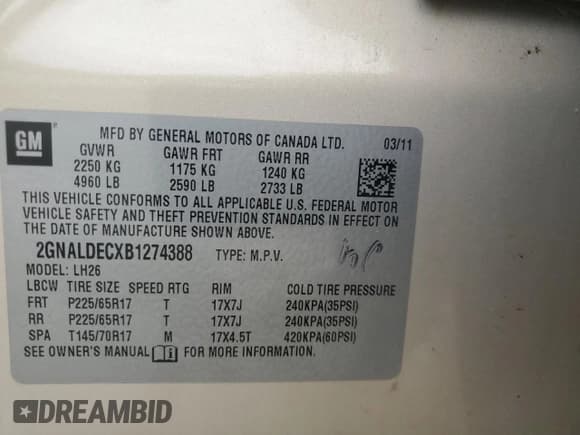 GM
MFD BY GENERAL MOTORS OF CANADA LTD. 03/11
GVWR GAWR FRT GAWR RR
2250 KG 1175 KG 1240 KG
4960 LB 2590 LB 2733 LB
THIS VEHICLE CONFORMS TO ALL APPLICABLE U.S. FEDERAL MOTOR
VEHICLE SAFETY AND THEFT PREVENTION STANDARDS IN EFFECT ON
THE DATE OF MANUFACTURE SHOWN ABOVE.
2GNALDECXB1274388 TYPE: M.P.V.
MODEL: LH26
LBCW TIRE SIZE SPEED RTG RIM COLD TIRE PRESSURE
FRT P225/65R17 T 17X7J 240KPA(35PSI)
RR P225/65R17 T 17X7J 240KPA(35PSI)
SPA T145/70R17 M 17X4.5T 420KPA(60PSI)
SEE OWNER'S MANUAL FOR MORE INFORMATION.
DREAMBID